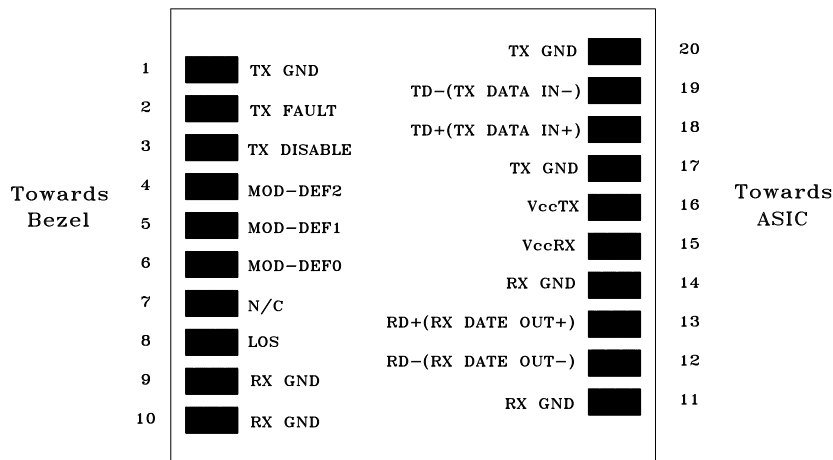 1 TX GND
2 TX FAULT
3 TX DISABLE
4 MOD-DEF2
5 MOD-DEF1
6 MOD-DEF0
7 N/C
8 LOS
9 RX GND
10 RX GND
Towards
Bezel
TX GND 20
TD-(TX DATA IN-) 19
TD+(TX DATA IN+) 18
TX GND 17
VccTX 16
VccRX 15
RX GND 14
RD+(RX DATE OUT+) 13
RD-(RX DATE OUT-) 12
RX GND 11
Towards
ASIC